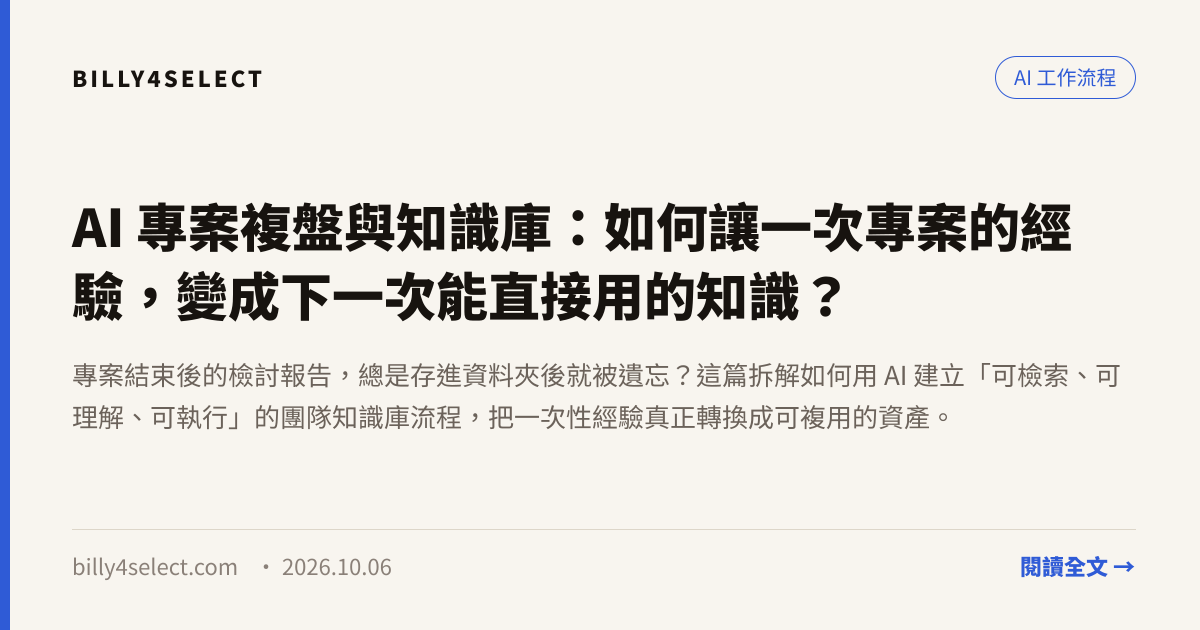 BILLY4SELECT
AI 工作流程
AI 專案複盤與知識庫：如何讓一次專案的經
驗，變成下一次能直接用的知識？
專案結束後的檢討報告，總是存進資料夾後就被遺忘？這篇拆解如何用 AI 建立「可檢索、可
理解、可執行」的團隊知識庫流程，把一次性經驗真正轉換成可複用的資產。
billy4select.com ・ 2026.10.06
閱讀全文 →